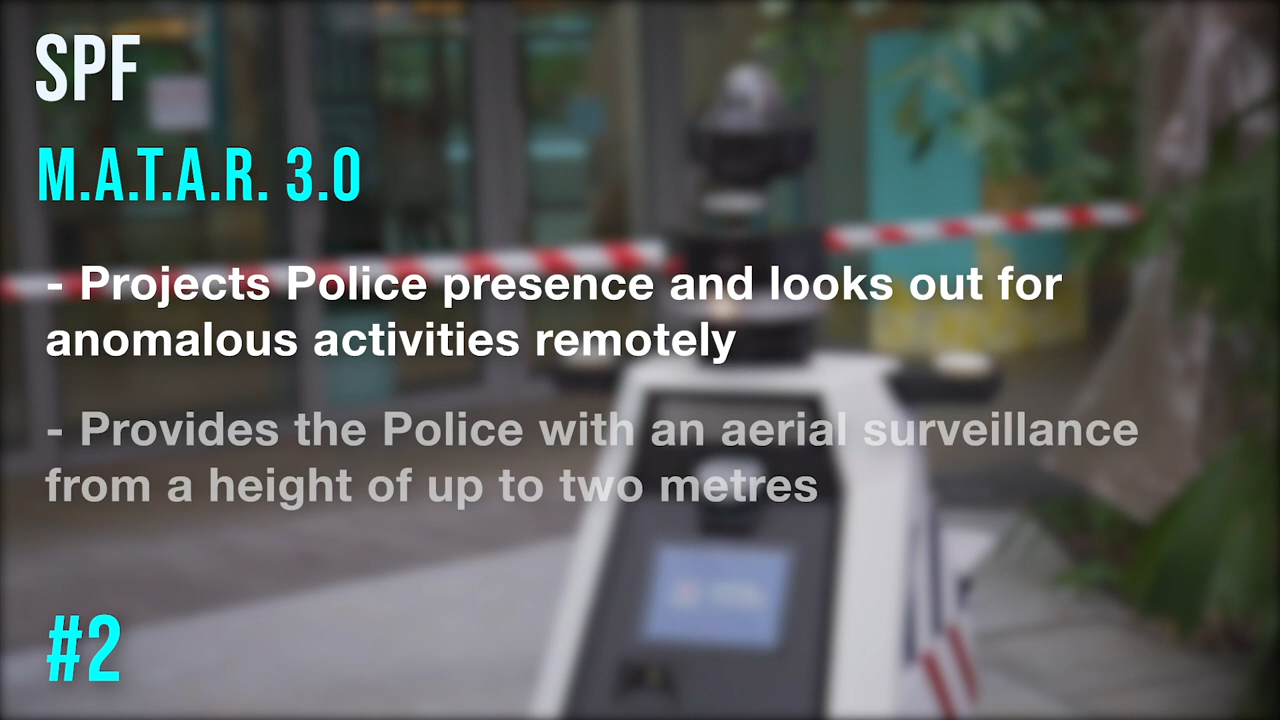 SPF
M.A.T.A.R. 3.0
- Projects Police presence and looks out for
anomalous activities remotely
- Provides the Police with an aerial surveillance
from a height of up to two metres
#2